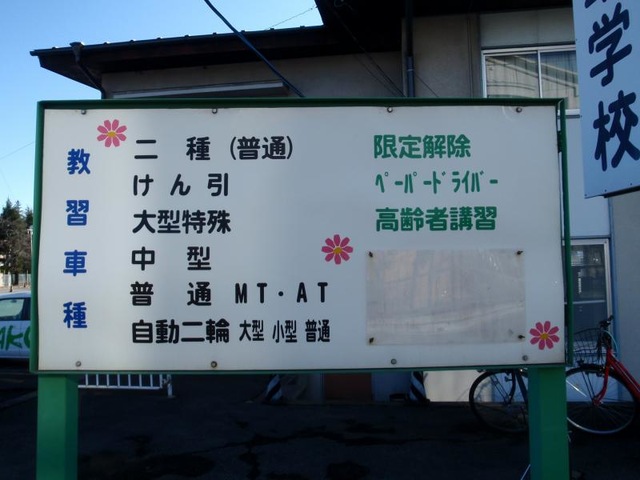 教習車種
二種(普通)
けん引
大型特殊
中型
普通 MT・AT
自動二輪 大型 小型 普通
限定解除
ペーパードライバー
高齢者講習
学校